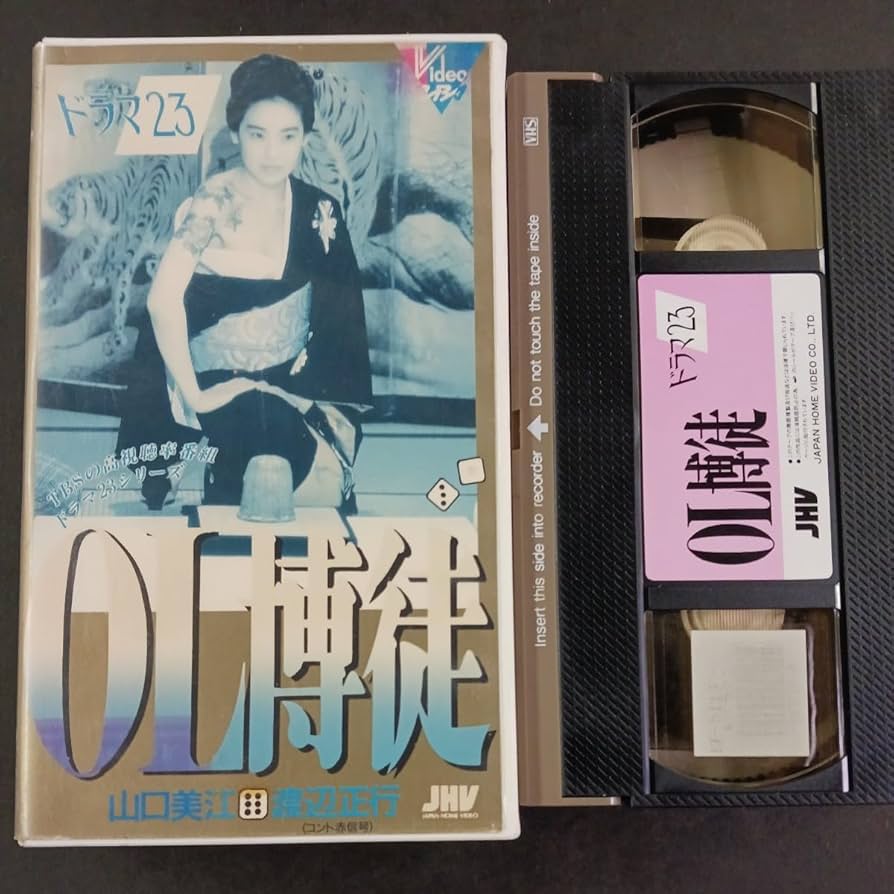 ドラマ23
Video
TBSの高視聴率番組
ドラマ23シリーズ
OL博徒
山口美江
渡辺正行
(コント赤信号)
JHV
JAPAN HOME VIDEO
VHS
Insert this side into recorder Do not touch the tape inside
ドラマ23
OL博徒
JHV
JAPAN HOME VIDEO CO., LTD